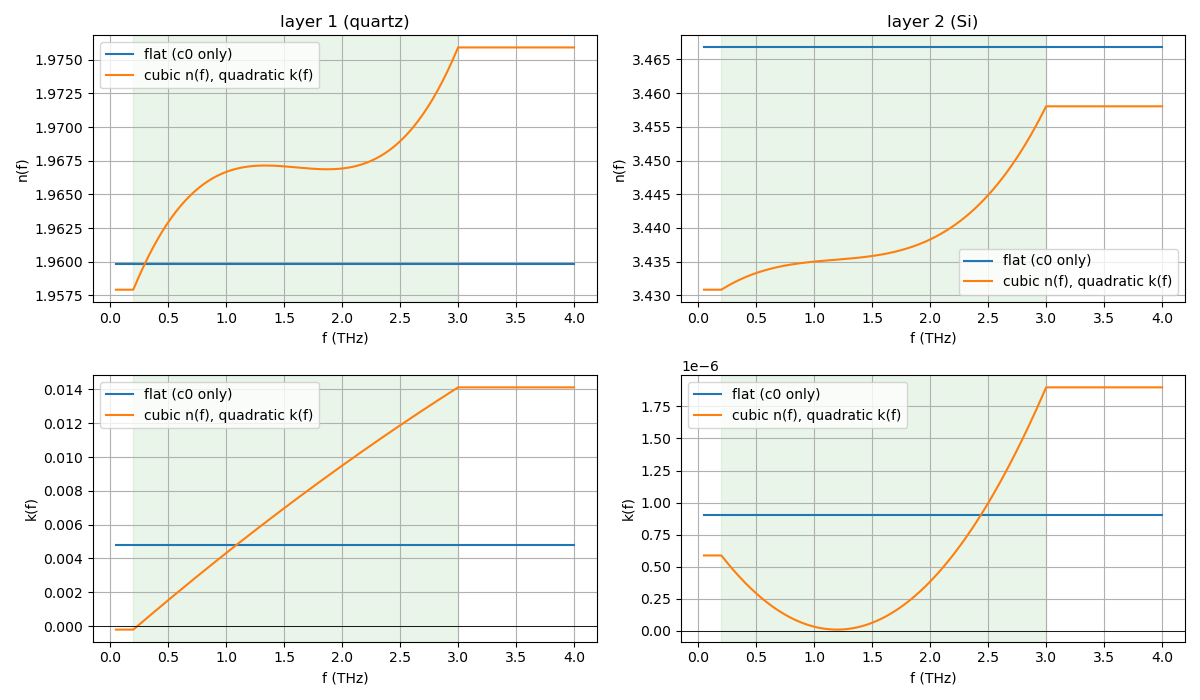 layer 1 (quartz)
n(f)
1.9750
1.9725
1.9700
1.9675
1.9650
1.9625
1.9600
1.9575
flat (c0 only)
cubic n(f), quadratic k(f)
0.0 0.5 1.0 1.5 2.0 2.5 3.0 3.5 4.0
f (THz)
layer 2 (Si)
n(f)
3.465
3.460
3.455
3.450
3.445
3.440
3.435
3.430
flat (c0 only)
cubic n(f), quadratic k(f)
0.0 0.5 1.0 1.5 2.0 2.5 3.0 3.5 4.0
f (THz)
k(f)
0.014
0.012
0.010
0.008
0.006
0.004
0.002
0.000
flat (c0 only)
cubic n(f), quadratic k(f)
0.0 0.5 1.0 1.5 2.0 2.5 3.0 3.5 4.0
f (THz)
1e−6
k(f)
1.75
1.50
1.25
1.00
0.75
0.50
0.25
0.00
flat (c0 only)
cubic n(f), quadratic k(f)
0.0 0.5 1.0 1.5 2.0 2.5 3.0 3.5 4.0
f (THz)